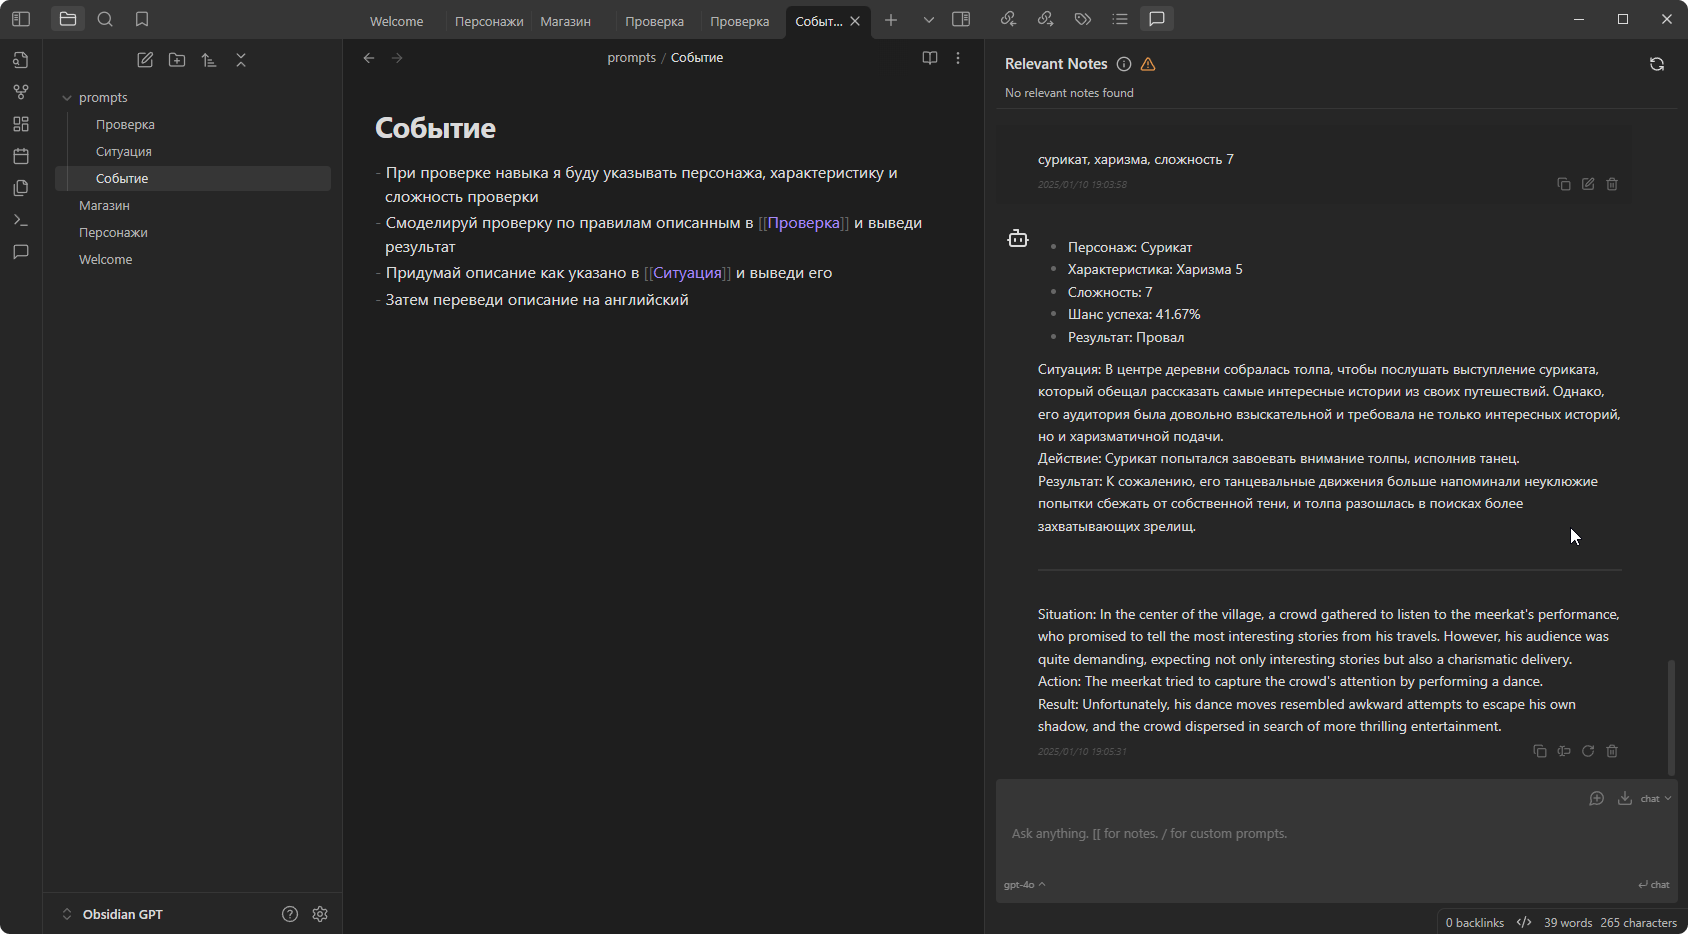 Welcome
Персонажи
Магазин
Проверка
Проверка
Событ...
prompts
Проверка
Ситуация
Событие
Магазин
Персонажи
Welcome
Obsidian GPT
prompts / Событие
Событие
- При проверке навыка я буду указывать персонажа, характеристику и
сложность проверки
- Смоделируй проверку по правилам описанным в [[Проверка]] и выведи
результат
- Придумай описание как указано в [[Ситуация]] и выведи его
- Затем переведи описание на английский
Relevant Notes
No relevant notes found
сурикат, харизма, сложность 7
2025/01/10 19:03:58
Персонаж: Сурикат
Характеристика: Харизма 5
Сложность: 7
Шанс успеха: 41.67%
Результат: Провал
Ситуация: В центре деревни собралась толпа, чтобы послушать выступление суриката,
который обещал рассказать самые интересные истории из своих путешествий. Однако,
его аудитория была довольно взыскательной и требовала не только интересных историй,
но и харизматичной подачи.
Действие: Сурикат попытался завоевать внимание толпы, исполнив танец.
Результат: К сожалению, его танцевальные движения больше напоминали неуклюжие
попытки сбежать от собственной тени, и толпа разошлась в поисках более
захватывающих зрелищ.
Situation: In the center of the village, a crowd gathered to listen to the meerkat's performance,
who promised to tell the most interesting stories from his travels. However, his audience was
quite demanding, expecting not only interesting stories but also a charismatic delivery.
Action: The meerkat tried to capture the crowd's attention by performing a dance.
Result: Unfortunately, his dance moves resembled awkward attempts to escape his own
shadow, and the crowd dispersed in search of more thrilling entertainment.
2025/01/10 19:05:31
chat
Ask anything. [[ for notes. / for custom prompts.
gpt-4o
chat
0 backlinks
39 words
265 characters